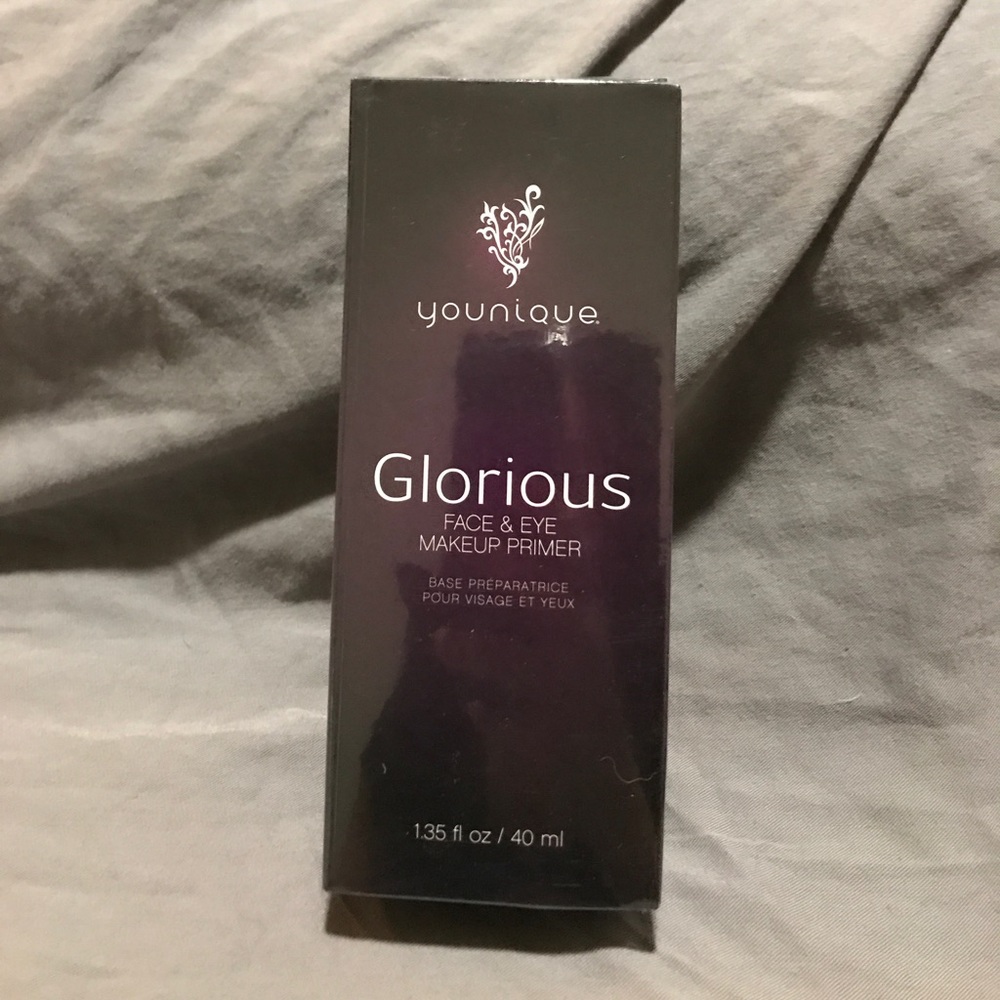 younique
Glorious
FACE & EYE
MAKEUP PRIMER
BASE PRÉPARATRICE
POUR VISAGE ET YEUX
1.35 fl oz / 40 ml